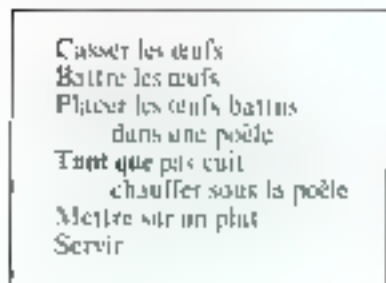 Casser les œufs
Battre les œufs
Placer les œufs battus
dans une poêle
Tant que pas cuit
chauffer sous la poêle
Mettre sur un plat
Servir